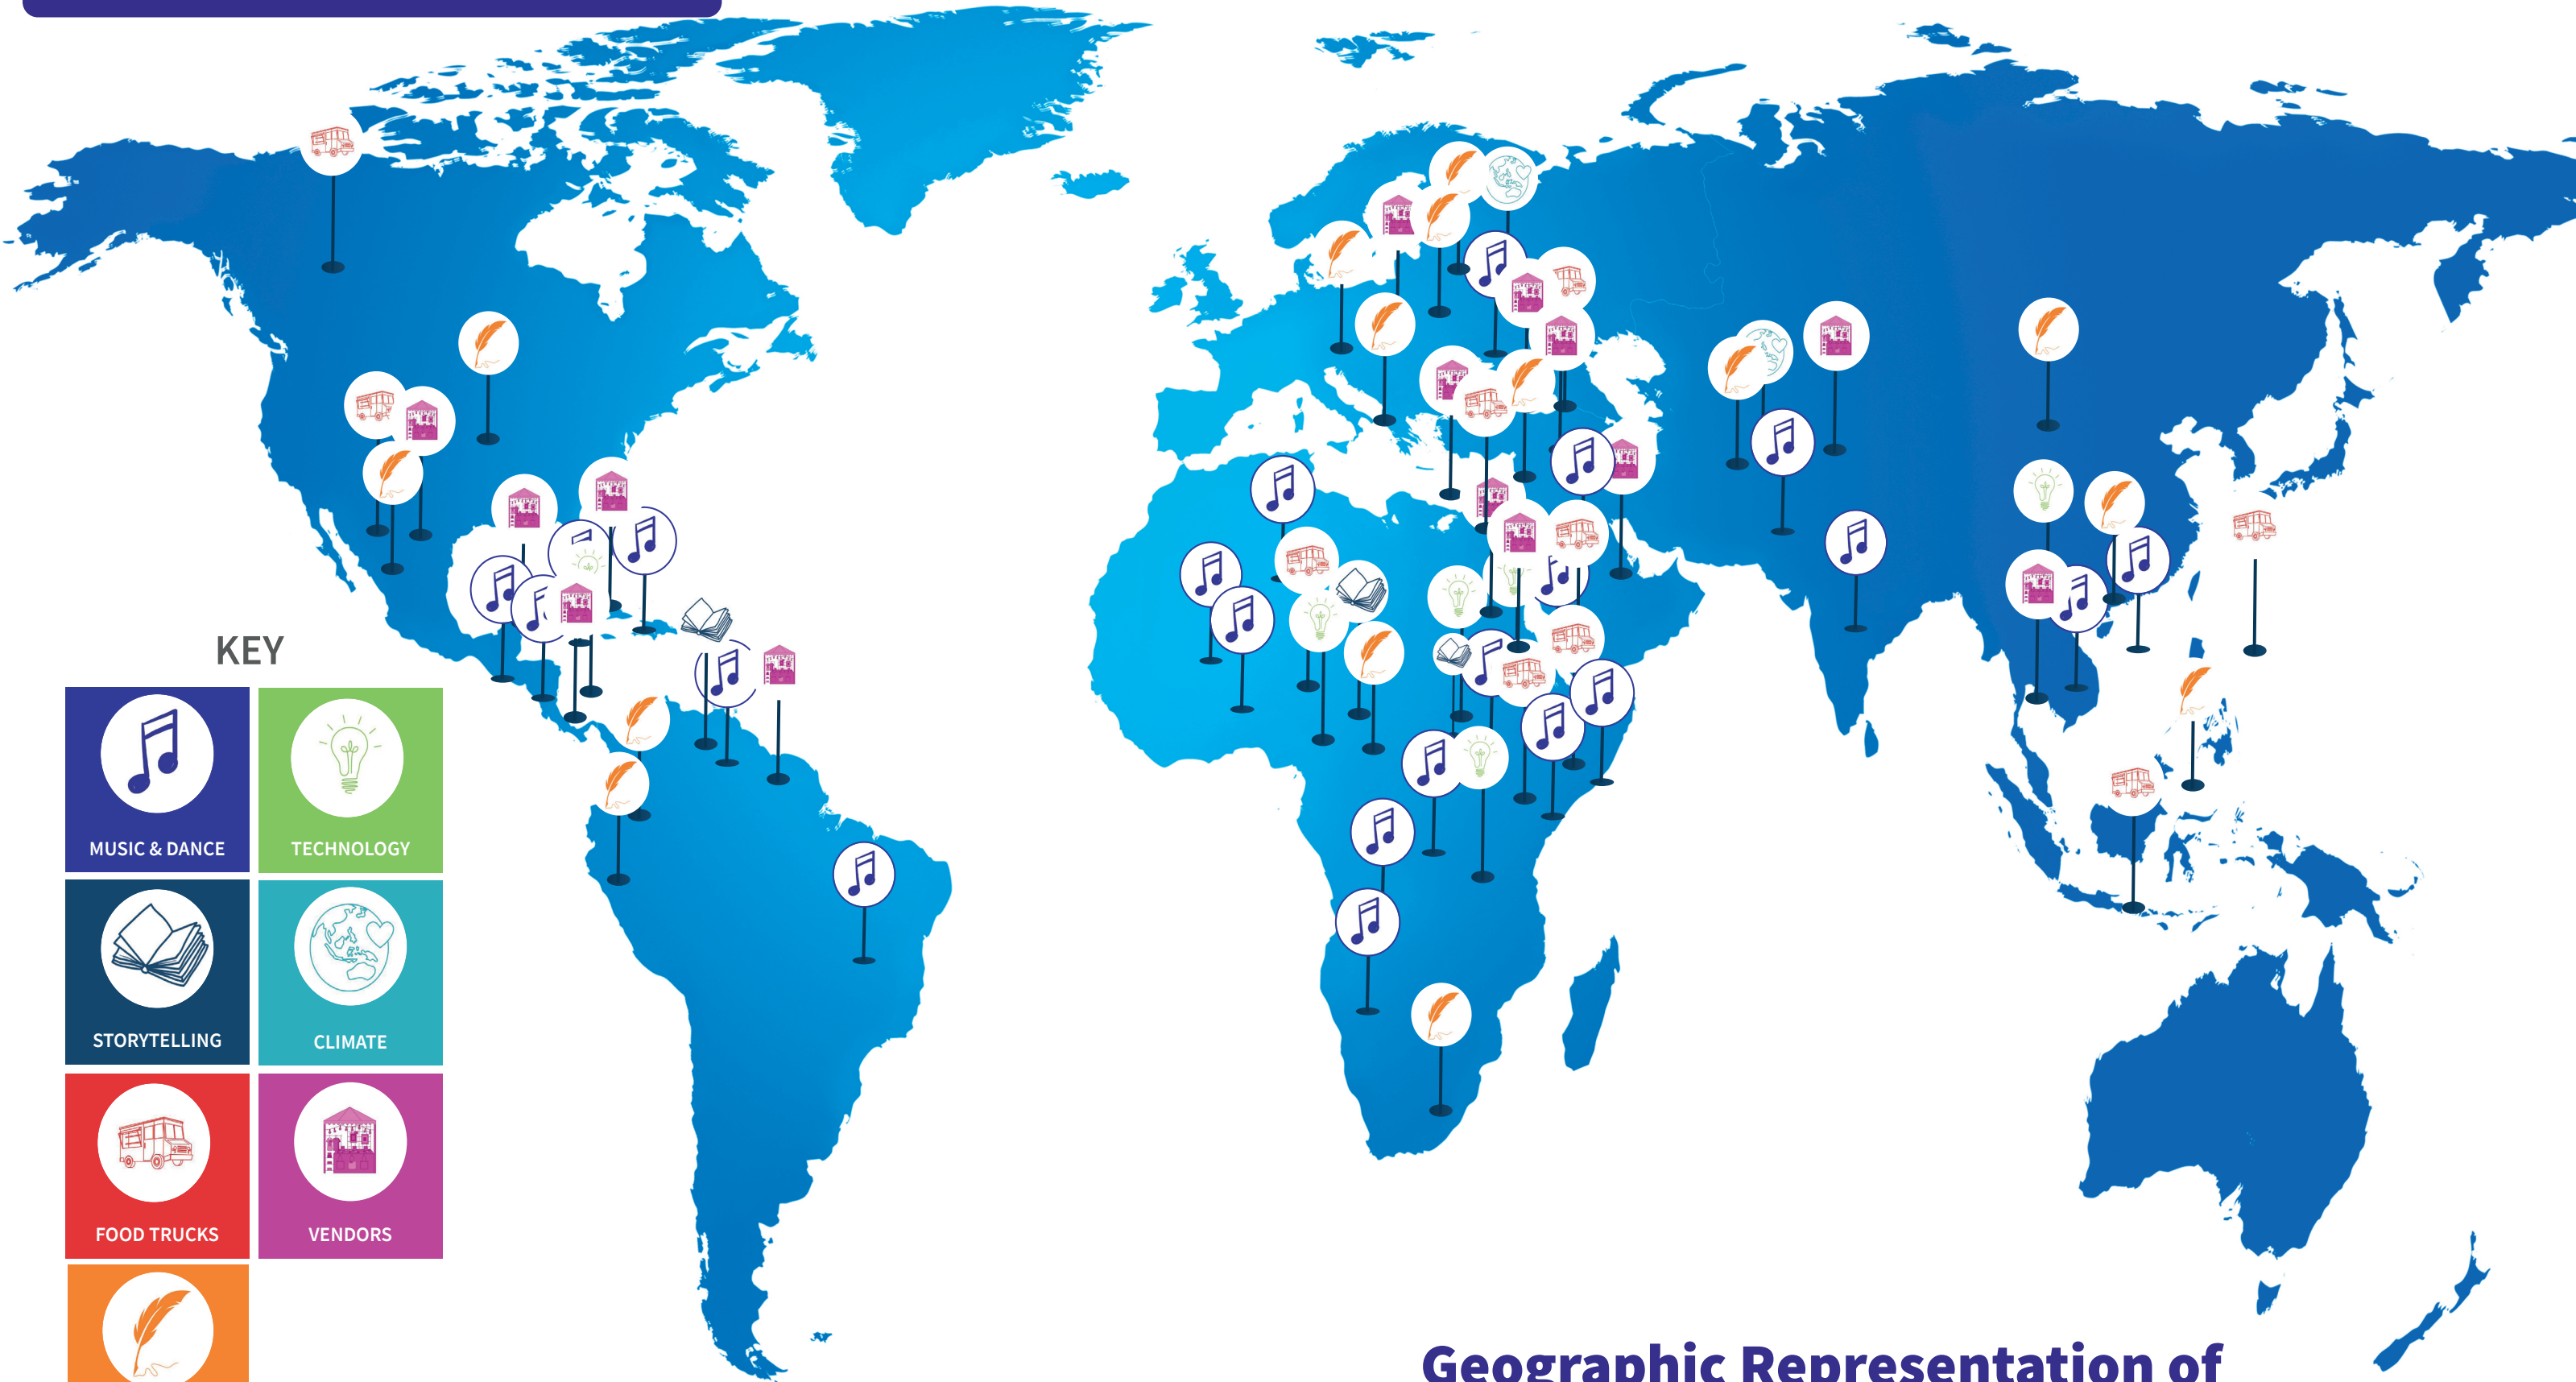 KEY
MUSIC & DANCE
TECHNOLOGY
STORYTELLING
CLIMATE
FOOD TRUCKS
VENDORS
Geographic Representation of